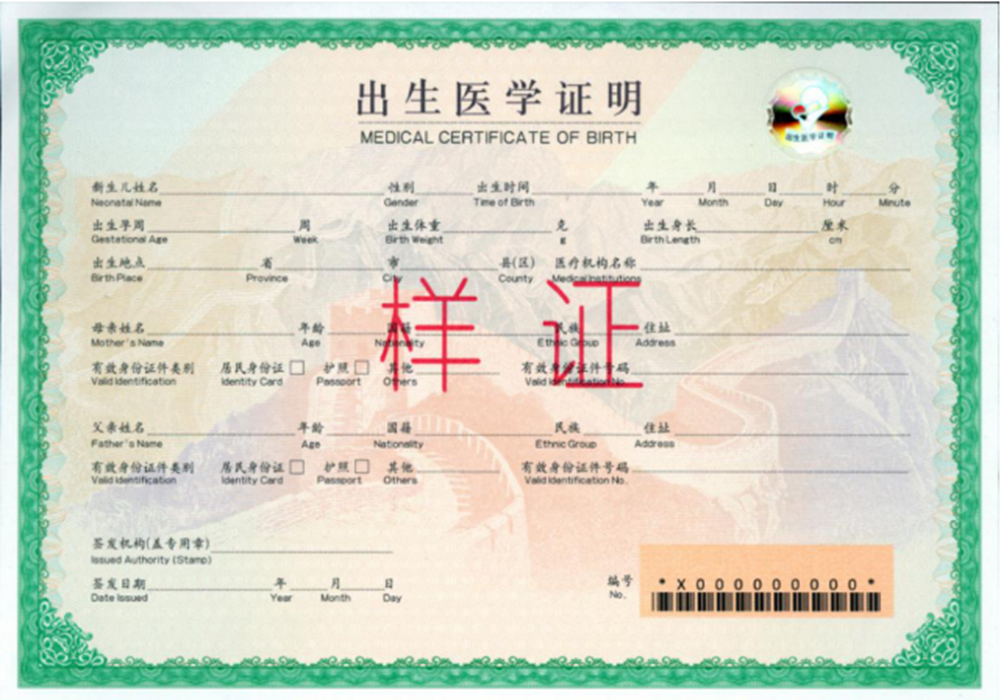 出生医学证明
MEDICAL CERTIFICATE OF BIRTH
出生医学证明
新生儿姓名 性别 出生时间 年 月 日 时 分
Neonatal Name Gender Time of Birth Year Month Day Hour Minute
出生孕周 周 出生体重 克 出生身长 厘米
Gestational Age Week Birth Weight g Birth Length cm
出生地点 省 市 县(区) 医疗机构名称
Birth Place Province City County Medical Institutions
样 证
母亲姓名 年龄 国籍 民族 住址
Mother's Name Age Nationality Ethnic Group Address
有效身份证件类别 居民身份证 护照 其他 有效身份证件号码
Valid Identification Identity Card Passport Others Valid Identification No.
父亲姓名 年龄 国籍 民族 住址
Father's Name Age Nationality Ethnic Group Address
有效身份证件类别 居民身份证 护照 其他 有效身份证件号码
Valid Identification Identity Card Passport Others Valid Identification No.
签发机构(盖专用章)
Issued Authority (Stamp)
签发日期 年 月 日 编号 *X000000000*
Date Issued Year Month Day No.